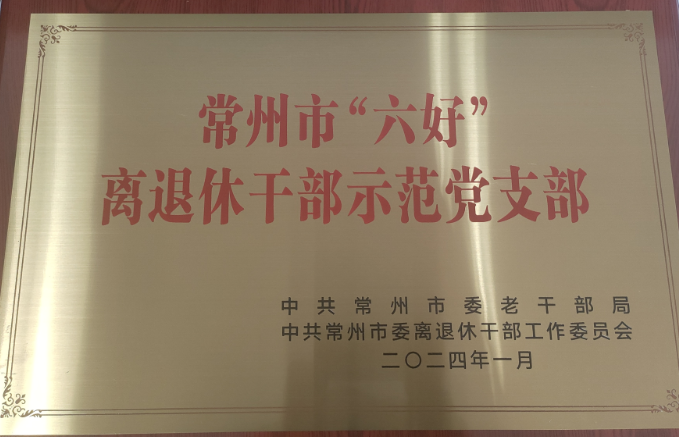 常州市“六好”
离退休干部示范党支部
中共常州市委老干部局
中共常州市委离退休干部工作委员会
二〇二四年一月